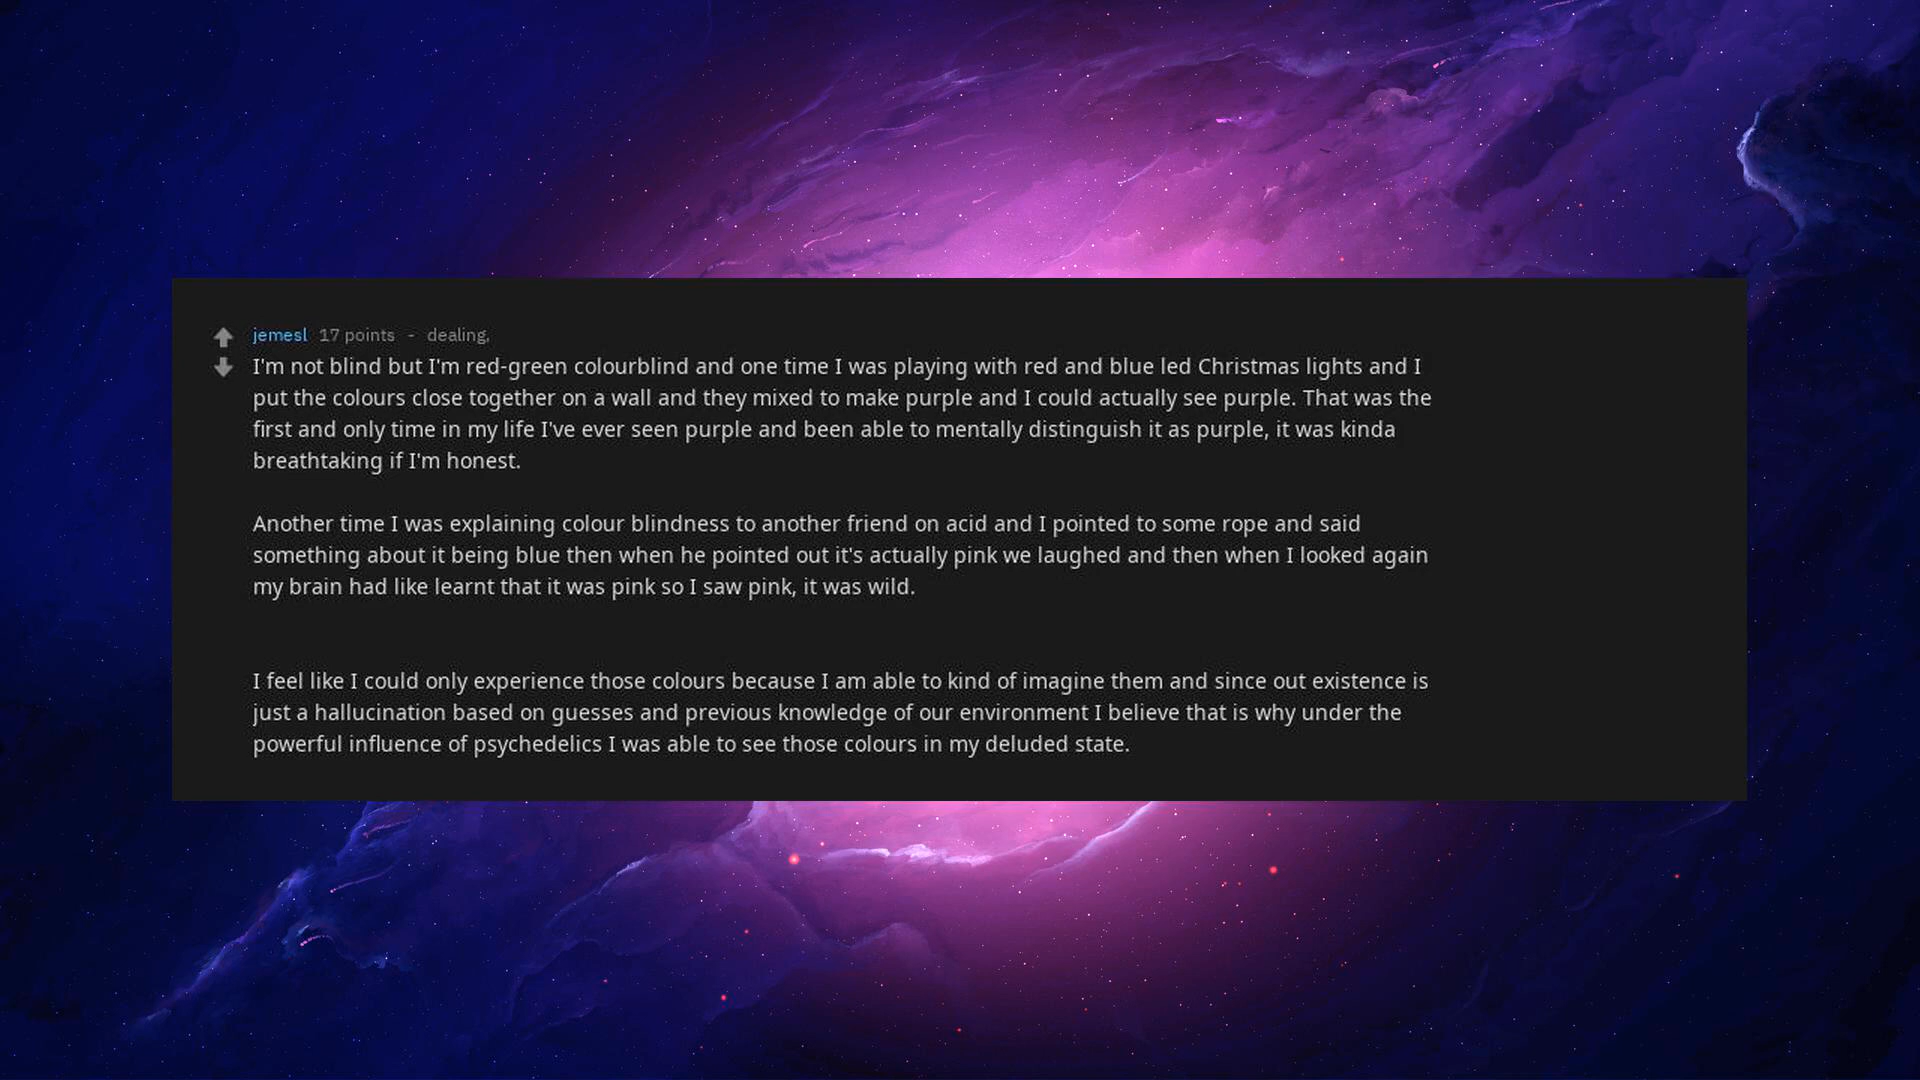 jemesl 17 points - dealing,
I'm not blind but I'm red-green colourblind and one time I was playing with red and blue led Christmas lights and I
put the colours close together on a wall and they mixed to make purple and I could actually see purple. That was the
first and only time in my life I've ever seen purple and been able to mentally distinguish it as purple, it was kinda
breathtaking if I'm honest.
Another time I was explaining colour blindness to another friend on acid and I pointed to some rope and said
something about it being blue then when he pointed out it's actually pink we laughed and then when I looked again
my brain had like learnt that it was pink so I saw pink, it was wild.
I feel like I could only experience those colours because I am able to kind of imagine them and since out existence is
just a hallucination based on guesses and previous knowledge of our environment I believe that is why under the
powerful influence of psychedelics I was able to see those colours in my deluded state.